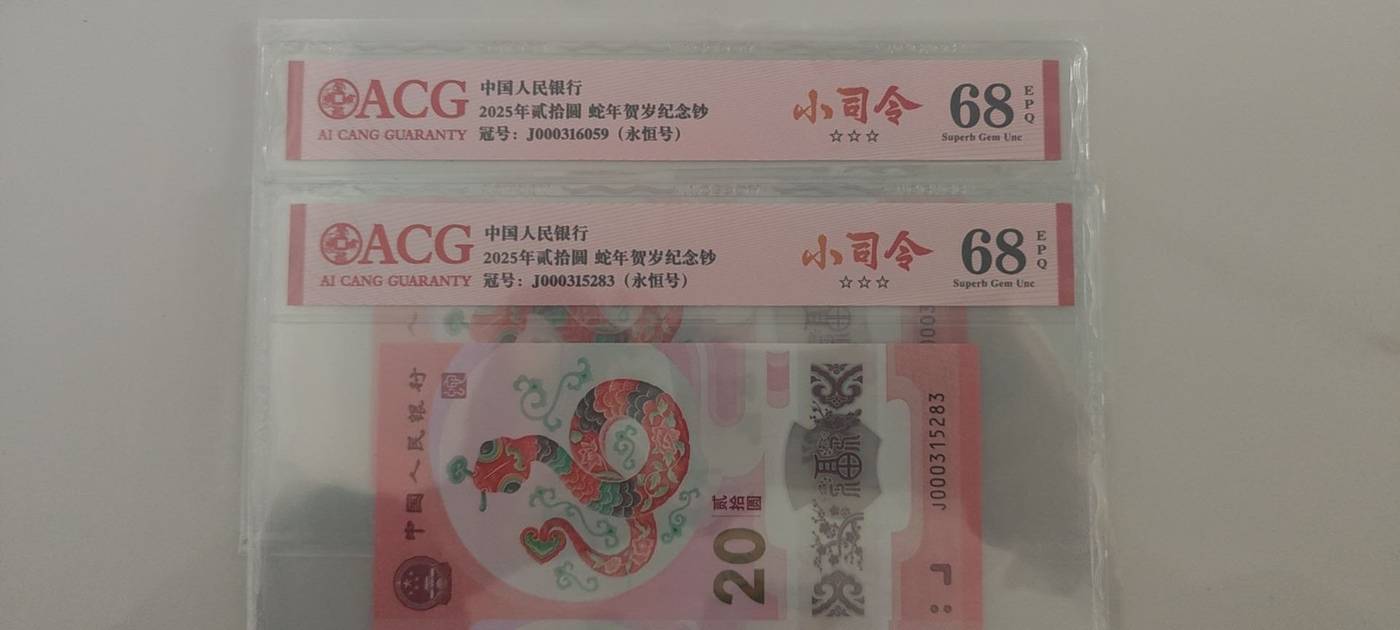 ACG
AI CANG GUARANTY
中国人民银行
2025年贰拾圆 蛇年贺岁纪念钞
冠号：J000316059（永恒号）
小司令
☆☆☆
68
EPQ
Superb Gem Unc
ACG
AI CANG GUARANTY
中国人民银行
2025年贰拾圆 蛇年贺岁纪念钞
冠号：J000315283（永恒号）
小司令
☆☆☆
68
EPQ
Superb Gem Unc
中国人民银行
贰拾圆
20
福
J000315283